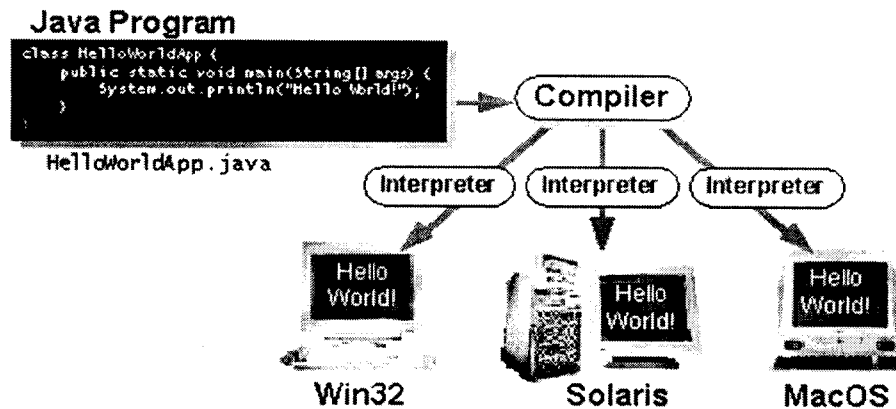 Java Program
class HelloWorldApp {
public static void main(String[] args) {
System.out.println("Hello World!");
}
}
HelloWorldApp.java
Compiler
Interpreter Interpreter Interpreter
Hello World!
Hello World!
Hello World!
Win32 Solaris MacOS